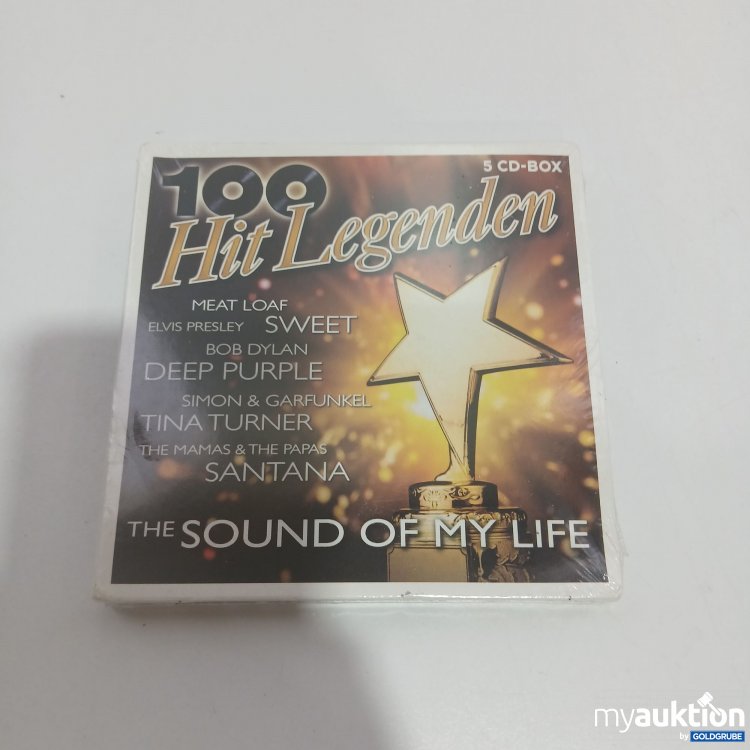 5 CD-BOX
100
Hit Legenden
MEAT LOAF
ELVIS PRESLEY SWEET
BOB DYLAN
DEEP PURPLE
SIMON & GARFUNKEL
TINA TURNER
THE MAMAS & THE PAPAS
SANTANA
THE SOUND OF MY LIFE
myauktion
by GOLDGRUBE